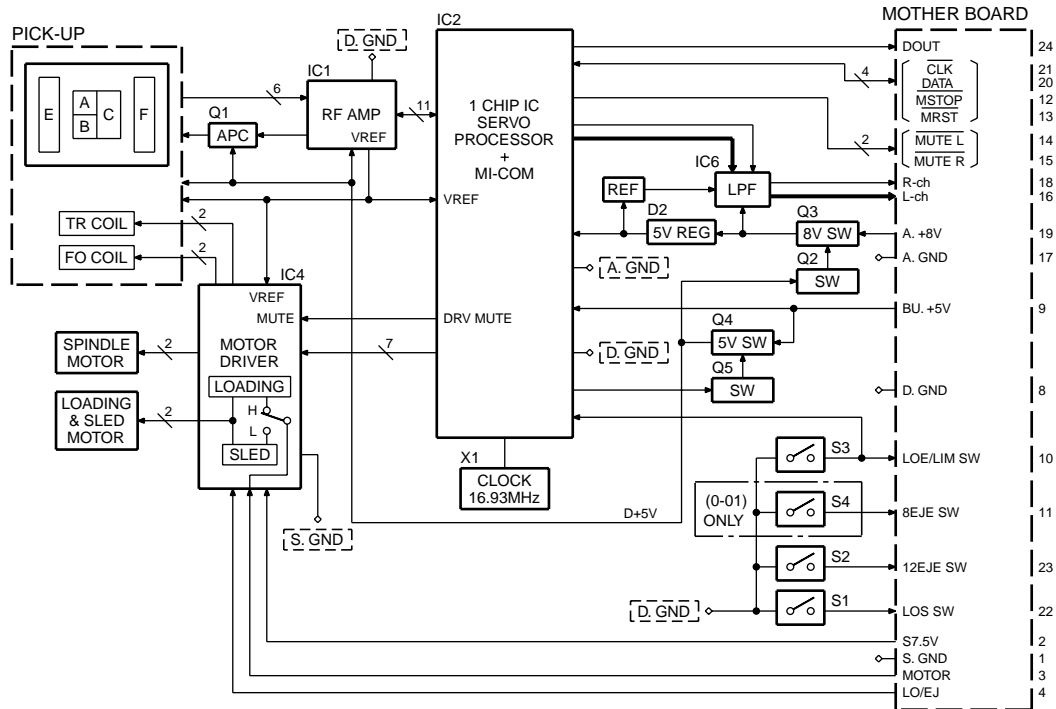 IC2
MOTHER BOARD
PICK-UP
D. GND
IC1
6
RF AMP
VREF
11
Q1
APC
E
A
B
C
F
1 CHIP IC
SERVO
PROCESSOR
+
MI-COM
VREF
DRV MUTE
DOUT
24
4
CLK
21
DATA
20
MSTOP
12
MRST
13
2
MUTE L
14
MUTE R
15
IC6
LPF
REF
R-ch
18
L-ch
16
D2
5V REG
Q3
8V SW
A. +8V
19
A. GND
A. GND
17
Q2
SW
TR COIL
2
FO COIL
2
IC4
VREF
MUTE
MOTOR
DRIVER
LOADING
H
L
SLED
7
SPINDLE
MOTOR
2
LOADING
& SLED
MOTOR
2
BU. +5V
9
Q4
5V SW
D. GND
Q5
SW
D. GND
8
X1
CLOCK
16.93MHz
S3
LOE/LIM SW
10
(0-01)
ONLY
S4
8EJE SW
11
D+5V
S. GND
S2
12EJE SW
23
D. GND
S1
LOS SW
22
S7.5V
2
S. GND
1
MOTOR
3
LO/EJ
4